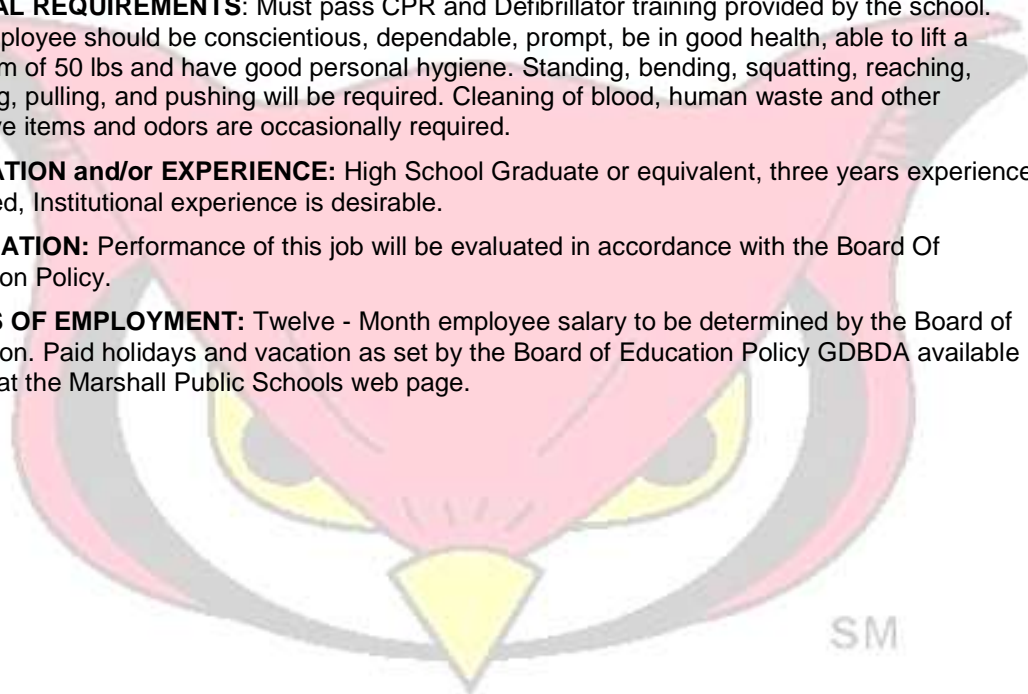 AL REQUIREMENTS: Must pass CPR and Defibrillator training provided by the school.
ployee should be conscientious, dependable, prompt, be in good health, able to lift a
m of 50 lbs and have good personal hygiene. Standing, bending, squatting, reaching,
g, pulling, and pushing will be required. Cleaning of blood, human waste and other
ve items and odors are occasionally required.
ATION and/or EXPERIENCE: High School Graduate or equivalent, three years experience
ed, Institutional experience is desirable.
ATION: Performance of this job will be evaluated in accordance with the Board Of
on Policy.
S OF EMPLOYMENT: Twelve - Month employee salary to be determined by the Board of
on. Paid holidays and vacation as set by the Board of Education Policy GDBDA available
at the Marshall Public Schools web page.
SM